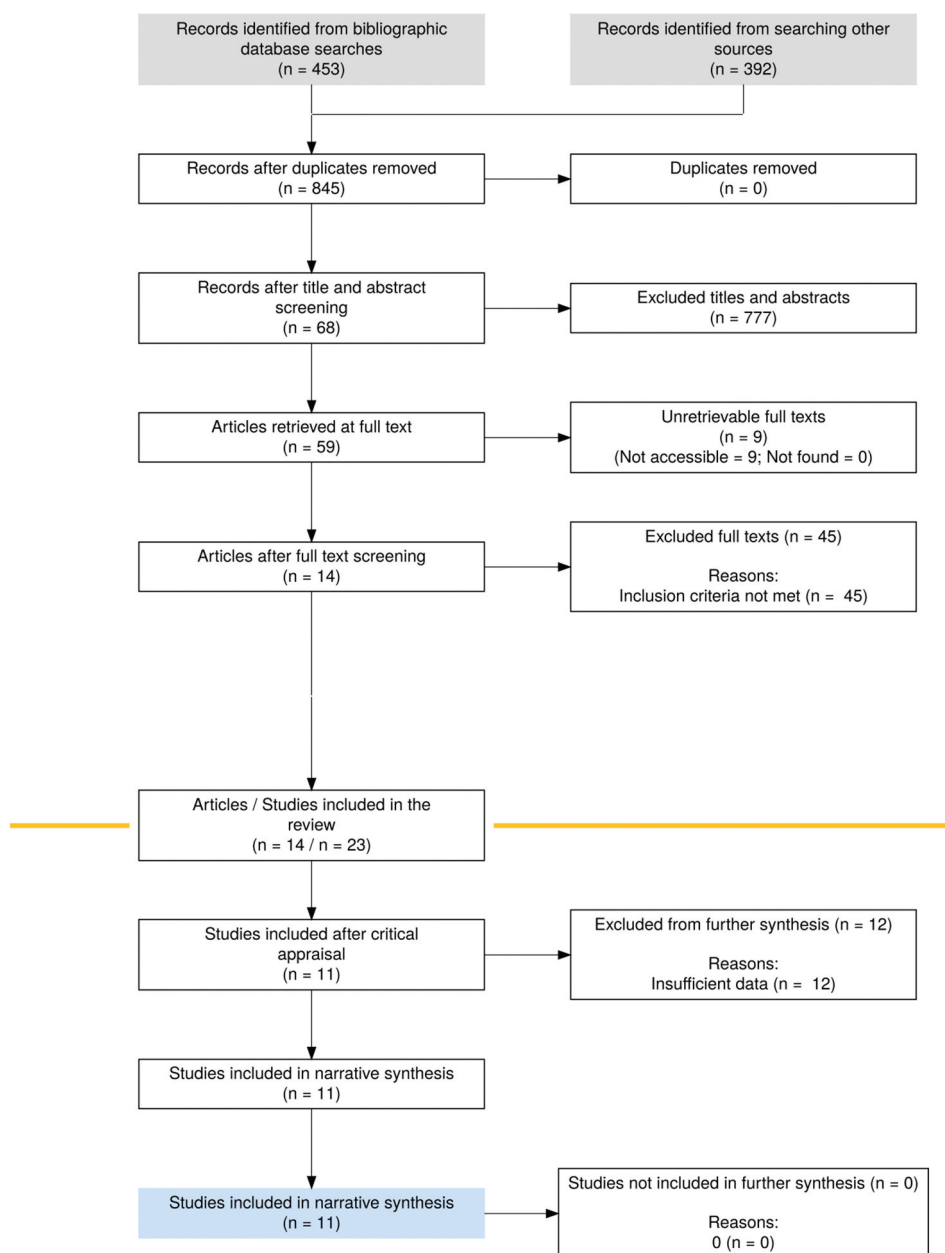 Records identified from bibliographic
database searches
(n = 453)
Records identified from searching other
sources
(n = 392)
Records after duplicates removed
(n = 845)
Duplicates removed
(n = 0)
Records after title and abstract
screening
(n = 68)
Excluded titles and abstracts
(n = 777)
Articles retrieved at full text
(n = 59)
Unretrievable full texts
(n = 9)
(Not accessible = 9; Not found = 0)
Articles after full text screening
(n = 14)
Excluded full texts (n = 45)
Reasons:
Inclusion criteria not met (n = 45)
Articles / Studies included in the
review
(n = 14 / n = 23)
Studies included after critical
appraisal
(n = 11)
Excluded from further synthesis (n = 12)
Reasons:
Insufficient data (n = 12)
Studies included in narrative synthesis
(n = 11)
Studies included in narrative synthesis
(n = 11)
Studies not included in further synthesis (n = 0)
Reasons:
0 (n = 0)